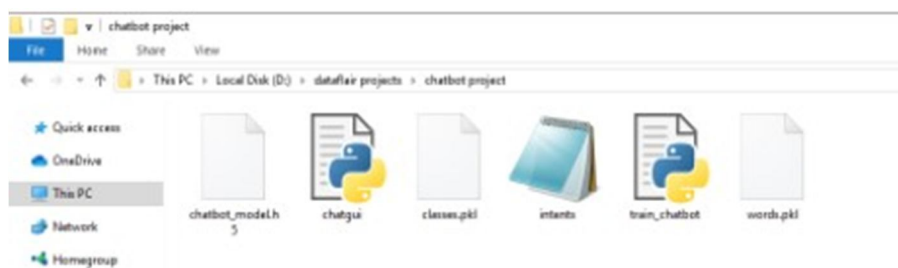 chatbot project
File Home Share View
This PC > Local Disk (D:) > dataflair projects > chatbot project
Quick access
OneDrive
This PC
Network
Homegroup
chatbot_model.h
5
chatgui
classes.pkl
intents
train_chatbot
words.pkl